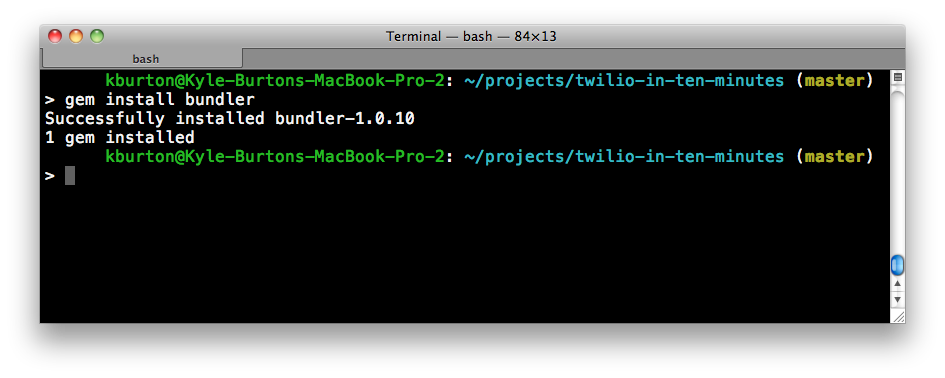 Terminal — bash — 84×13
bash
kburton@Kyle-Burtons-MacBook-Pro-2: ~/projects/twilio-in-ten-minutes (master)
> gem install bundler
Successfully installed bundler-1.0.10
1 gem installed
kburton@Kyle-Burtons-MacBook-Pro-2: ~/projects/twilio-in-ten-minutes (master)
>